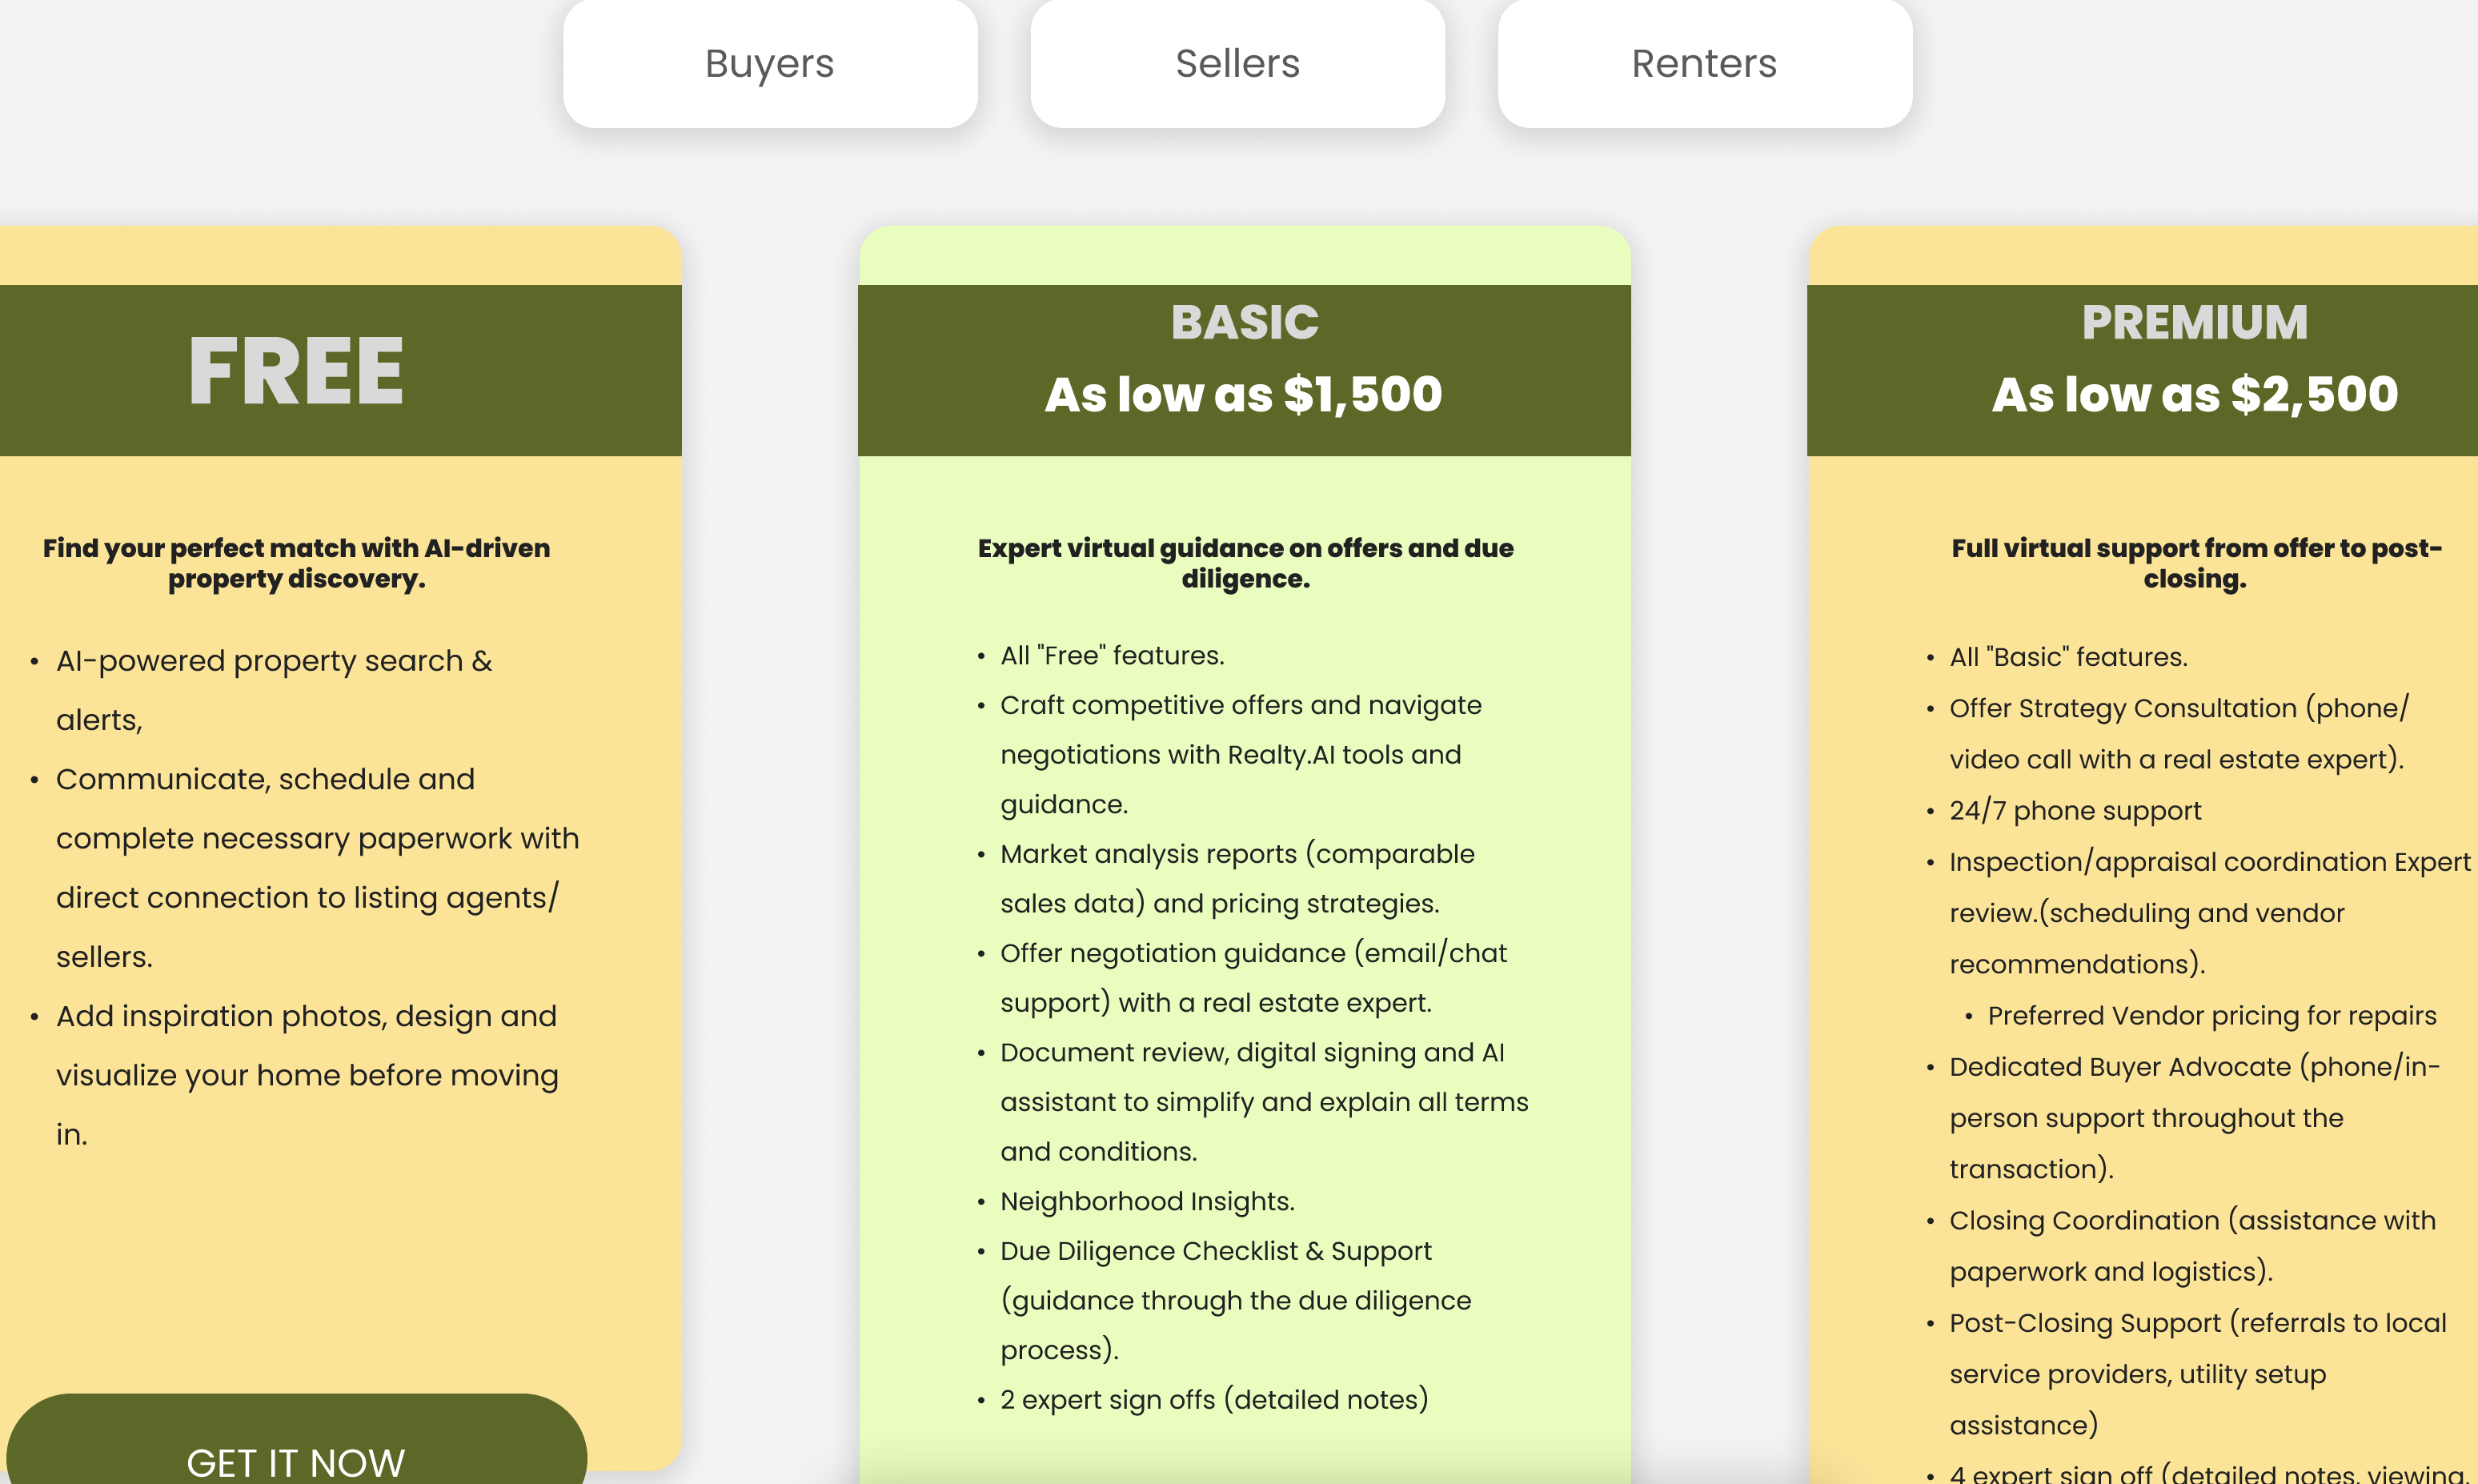 Buyers
Sellers
Renters
FREE
Find your perfect match with AI-driven
property discovery.
• AI-powered property search &
alerts,
• Communicate, schedule and
complete necessary paperwork with
direct connection to listing agents/
sellers.
• Add inspiration photos, design and
visualize your home before moving
in.
GET IT NOW
BASIC
As low as $1,500
Expert virtual guidance on offers and due
diligence.
• All "Free" features.
• Craft competitive offers and navigate
negotiations with Realty.AI tools and
guidance.
• Market analysis reports (comparable
sales data) and pricing strategies.
• Offer negotiation guidance (email/chat
support) with a real estate expert.
• Document review, digital signing and AI
assistant to simplify and explain all terms
and conditions.
• Neighborhood Insights.
• Due Diligence Checklist & Support
(guidance through the due diligence
process).
• 2 expert sign offs (detailed notes)
PREMIUM
As low as $2,500
Full virtual support from offer to post-
closing.
• All "Basic" features.
• Offer Strategy Consultation (phone/
video call with a real estate expert).
• 24/7 phone support
• Inspection/appraisal coordination Expert
review.(scheduling and vendor
recommendations).
• Preferred Vendor pricing for repairs
• Dedicated Buyer Advocate (phone/in-
person support throughout the
transaction).
• Closing Coordination (assistance with
paperwork and logistics).
• Post-Closing Support (referrals to local
service providers, utility setup
assistance)
• 4 expert sign off (detailed notes, viewing,